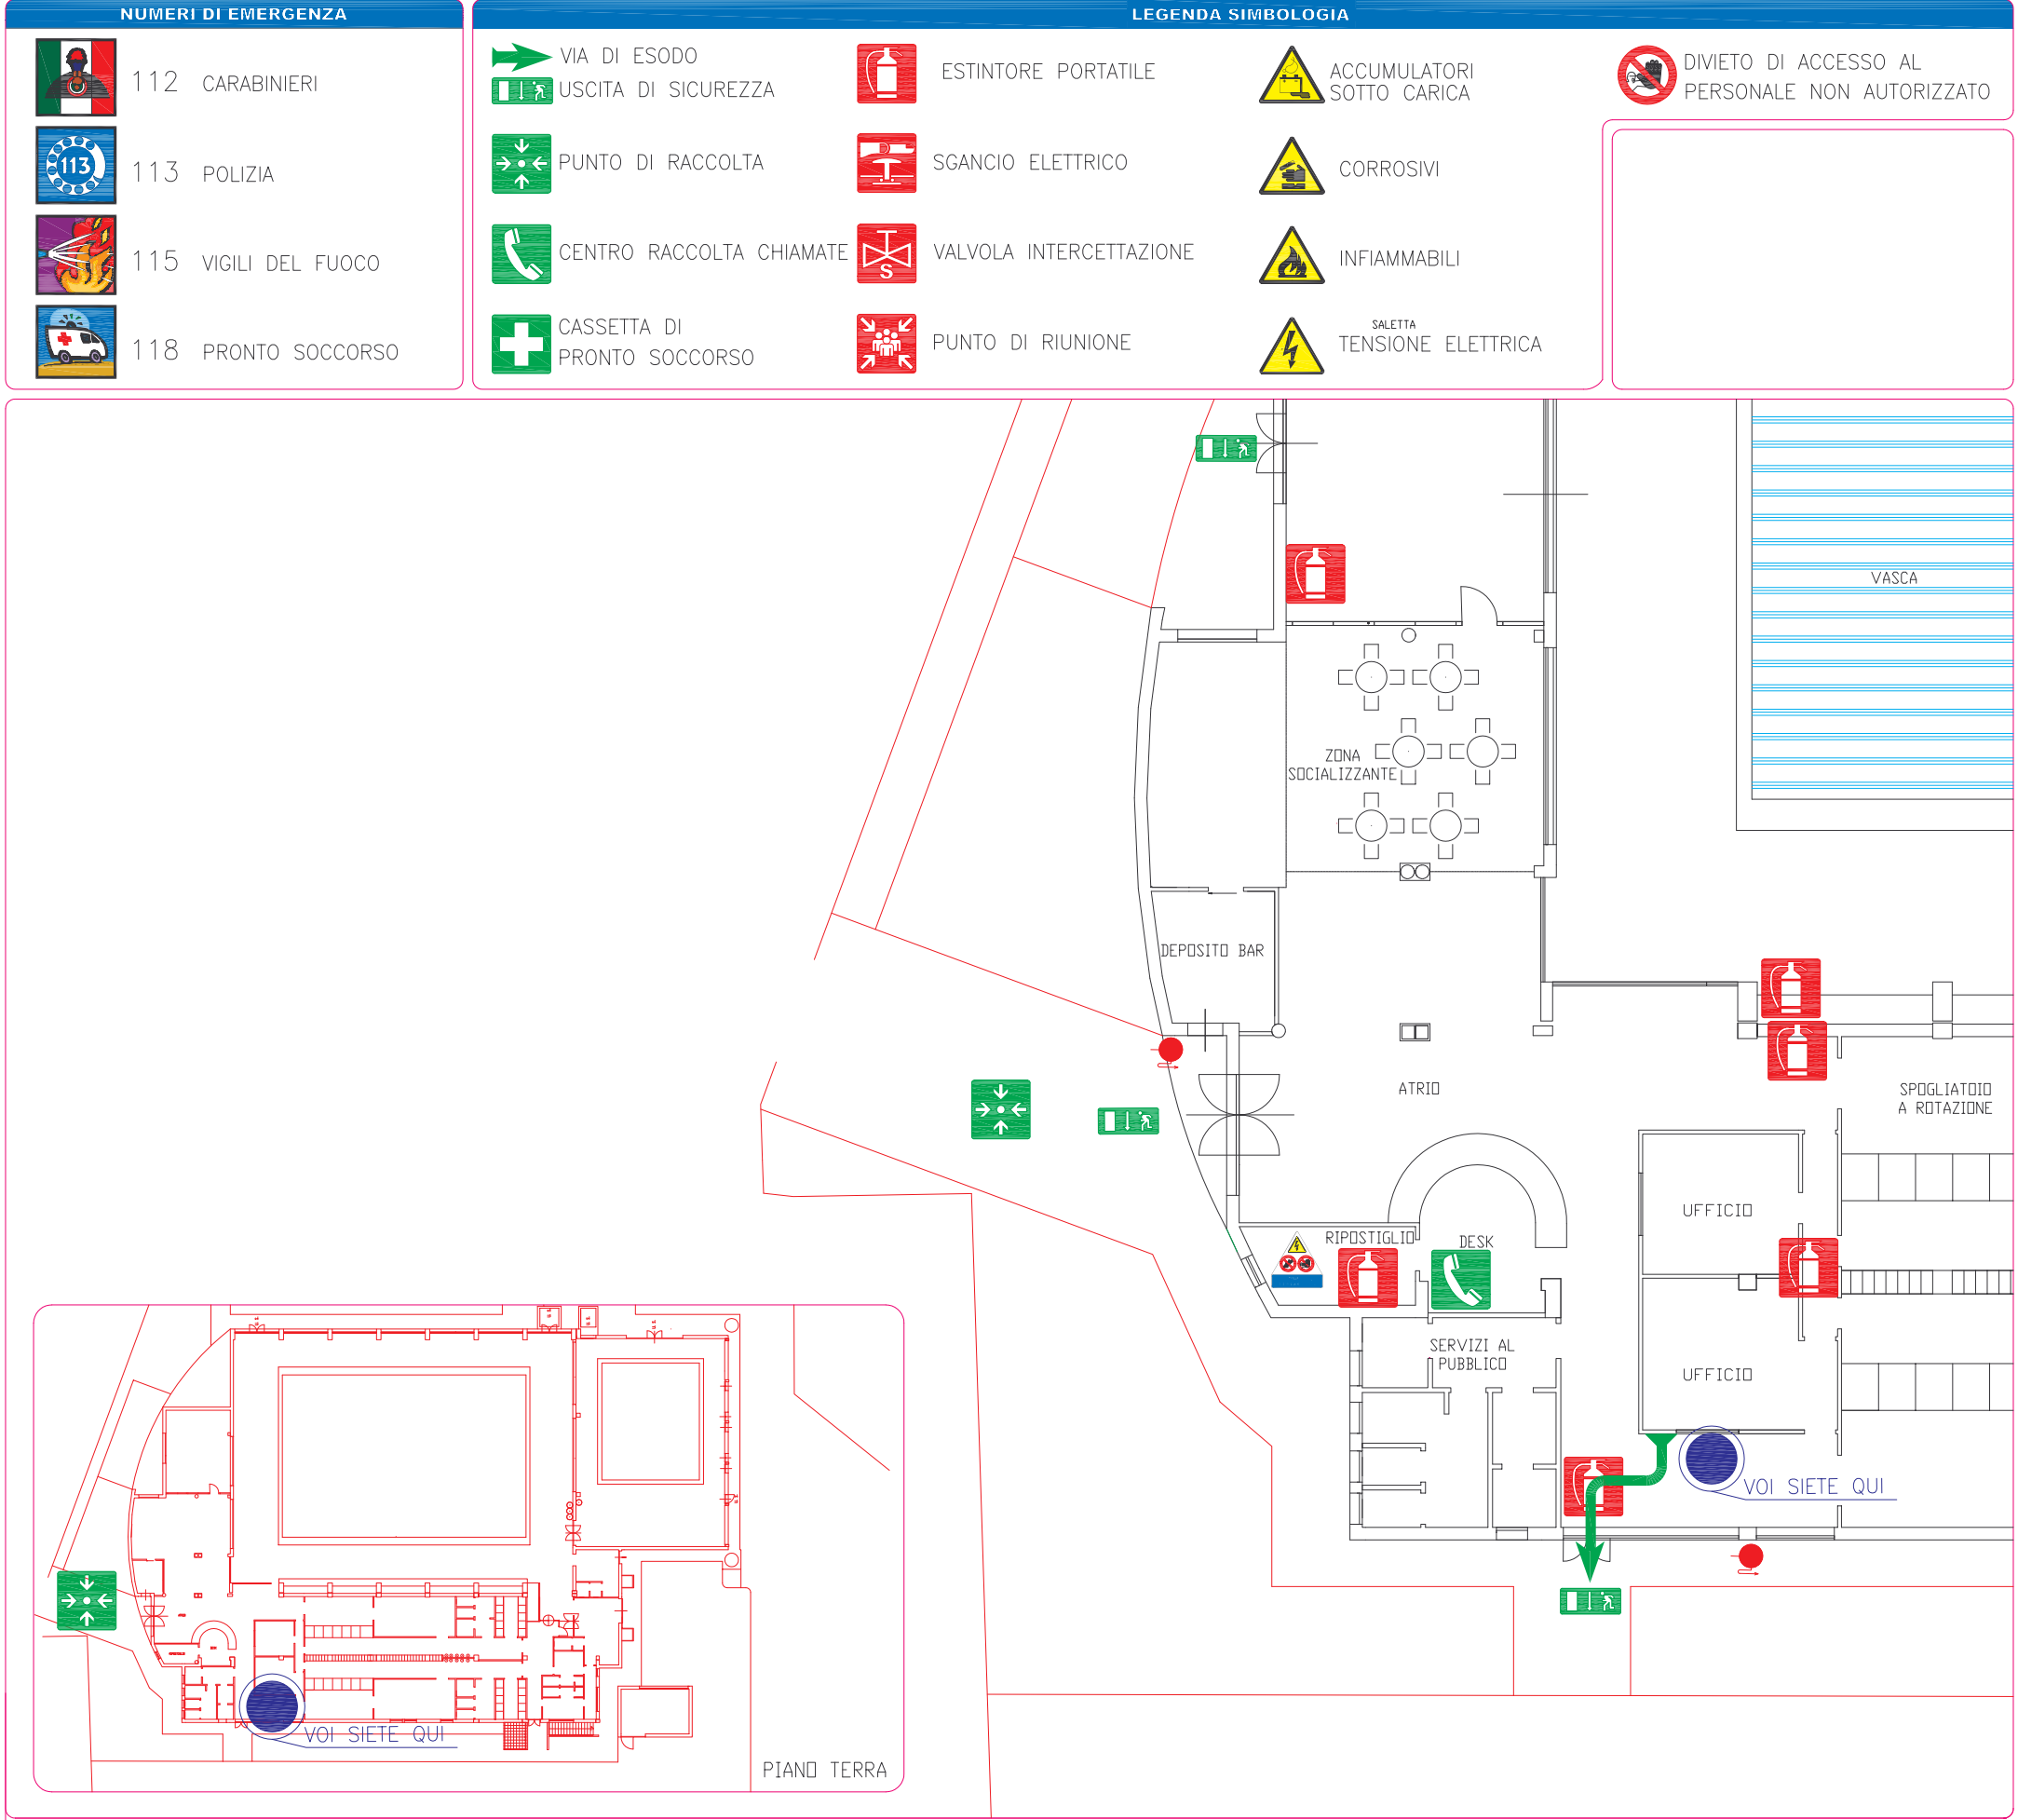 NUMERI DI EMERGENZA
112 CARABINIERI
113
113 POLIZIA
115 VIGILI DEL FUOCO
118 PRONTO SOCCORSO
LEGENDA SIMBOLOGIA
VIA DI ESODO
USCITA DI SICUREZZA
PUNTO DI RACCOLTA
CENTRO RACCOLTA CHIAMATE
CASSETTA DI
PRONTO SOCCORSO
ESTINTORE PORTATILE
SGANCIO ELETTRICO
VALVOLA INTERCETTAZIONE
S
PUNTO DI RIUNIONE
ACCUMULATORI
SOTTO CARICA
CORROSIVI
INFIAMMABILI
SALETTA
TENSIONE ELETTRICA
DIVIETO DI ACCESSO AL
PERSONALE NON AUTORIZZATO
VASCA
ZONA
SOCIALIZZANTE
DEPOSITO BAR
ATRIO
SPOGLIATOIO
A ROTAZIONE
UFFICIO
RIPOSTIGLIO
DESK
SERVIZI AL
PUBBLICO
UFFICIO
VOI SIETE QUI
VOI SIETE QUI
PIANO TERRA